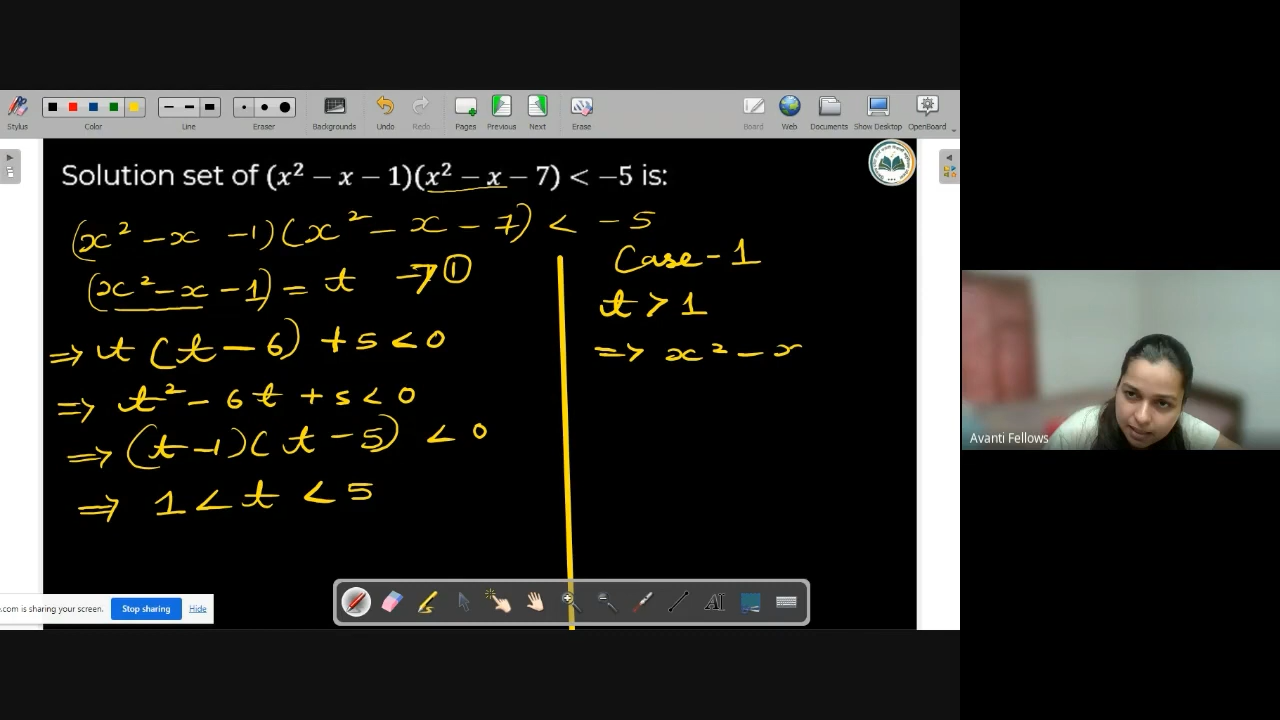 Stylus
Color
Line
Eraser
Backgrounds
Undo
Redo
Pages
Previous
Next
Erase
Board
Web
Documents
Show Desktop
OpenBoard
Solution set of (x² − x − 1)(x² − x − 7) < −5 is:
(x² − x − 1)(x² − x − 7) < − 5
(x² − x − 1) = t → ①
⇒ t (t − 6) + 5 < 0
⇒ t² − 6t + 5 < 0
⇒ (t − 1)(t − 5) < 0
⇒ 1 < t < 5
Case - 1
t > 1
⇒ x² − x
.com is sharing your screen. Stop sharing Hide
Avanti Fellows